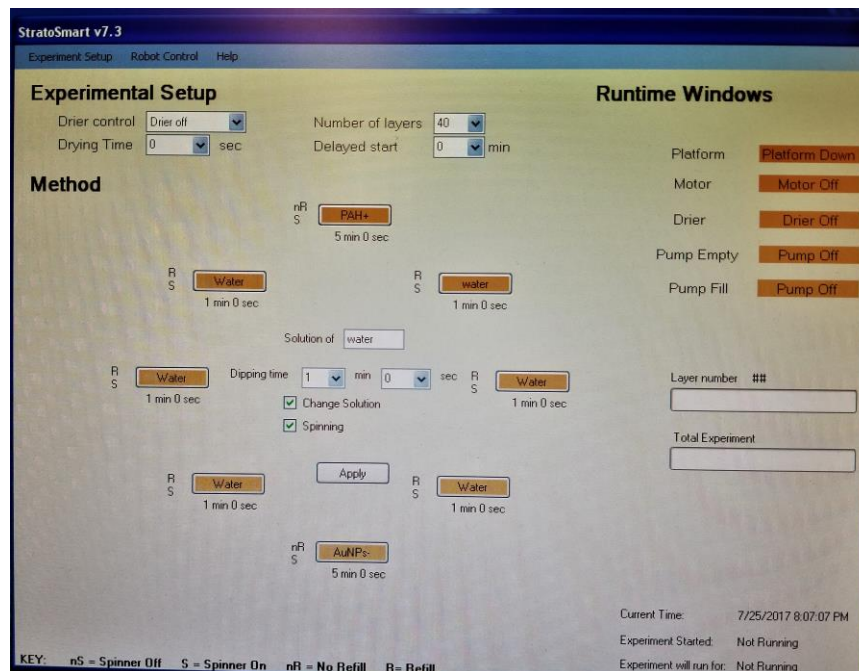 StratoSmart v7.3
Experiment Setup Robot Control Help
Experimental Setup
Runtime Windows
Drier control Drier off
Number of layers 40
Drying Time 0 sec
Delayed start 0 min
Platform Platform Down
Method
Motor Motor Off
nR
S
PAH+
5 min 0 sec
Drier Drier Off
Pump Empty Pump Off
R
S
Water
1 min 0 sec
R
S
water
1 min 0 sec
Pump Fill Pump Off
Solution of water
R
S
Water
1 min 0 sec
Dipping time 1 min 0 sec
R
S
Water
1 min 0 sec
Change Solution
Spinning
Layer number ##
Total Experiment
Apply
R
S
Water
1 min 0 sec
R
S
Water
1 min 0 sec
nR
S
AuNPs-
5 min 0 sec
Current Time: 7/25/2017 8:07:07 PM
Experiment Started: Not Running
Experiment will run for: Not Running
KEY: nS = Spinner Off S = Spinner On nR = No Refill R= Refill